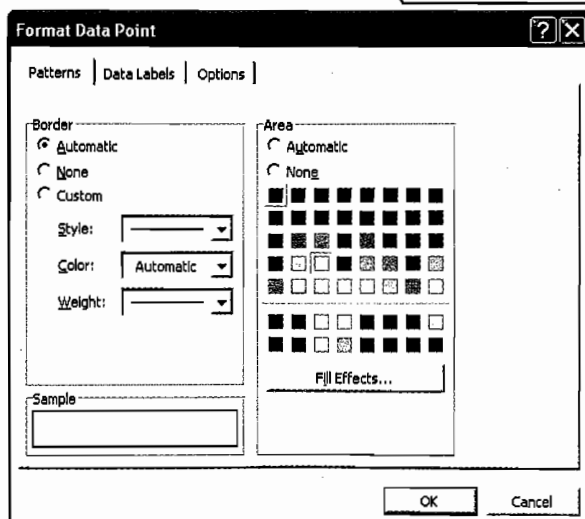 Format Data Point
Patterns
Data Labels
Options
Border
Automatic
None
Custom
Style:
Color:
Automatic
Weight:
Sample
Area
Automatic
None
Fill Effects...
OK
Cancel